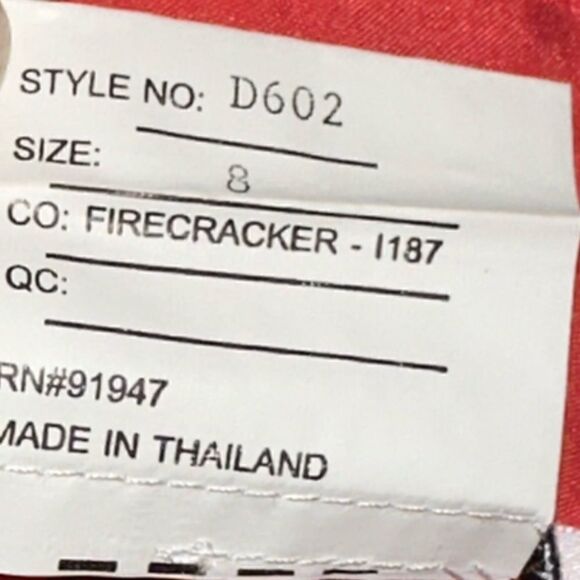 STYLE NO: D602
SIZE: 8
CO: FIRECRACKER - I187
QC:
RN#91947
MADE IN THAILAND